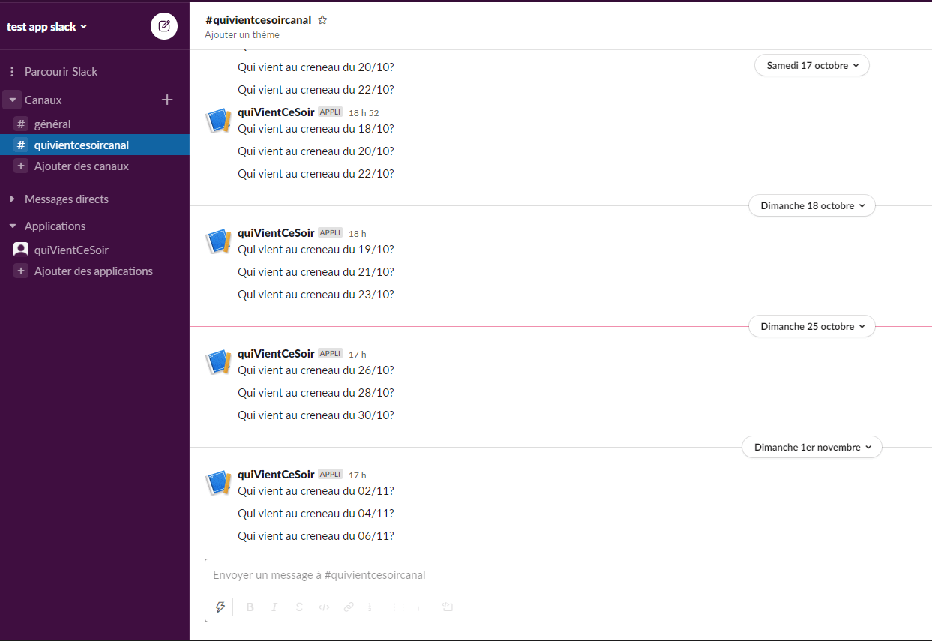 test app slack
Parcourir Slack
Canaux
général
quivientcesoircanal
Ajouter des canaux
Messages directs
Applications
quiVientCeSoir
Ajouter des applications
#quivientcesoircanal
Ajouter un thème
Samedi 17 octobre
Qui vient au creneau du 20/10?
Qui vient au creneau du 22/10?
quiVientCeSoir APPLI 18 h 52
Qui vient au creneau du 18/10?
Qui vient au creneau du 20/10?
Qui vient au creneau du 22/10?
Dimanche 18 octobre
quiVientCeSoir APPLI 18 h
Qui vient au creneau du 19/10?
Qui vient au creneau du 21/10?
Qui vient au creneau du 23/10?
Dimanche 25 octobre
quiVientCeSoir APPLI 17 h
Qui vient au creneau du 26/10?
Qui vient au creneau du 28/10?
Qui vient au creneau du 30/10?
Dimanche 1er novembre
quiVientCeSoir APPLI 17 h
Qui vient au creneau du 02/11?
Qui vient au creneau du 04/11?
Qui vient au creneau du 06/11?
Envoyer un message à #quivientcesoircanal